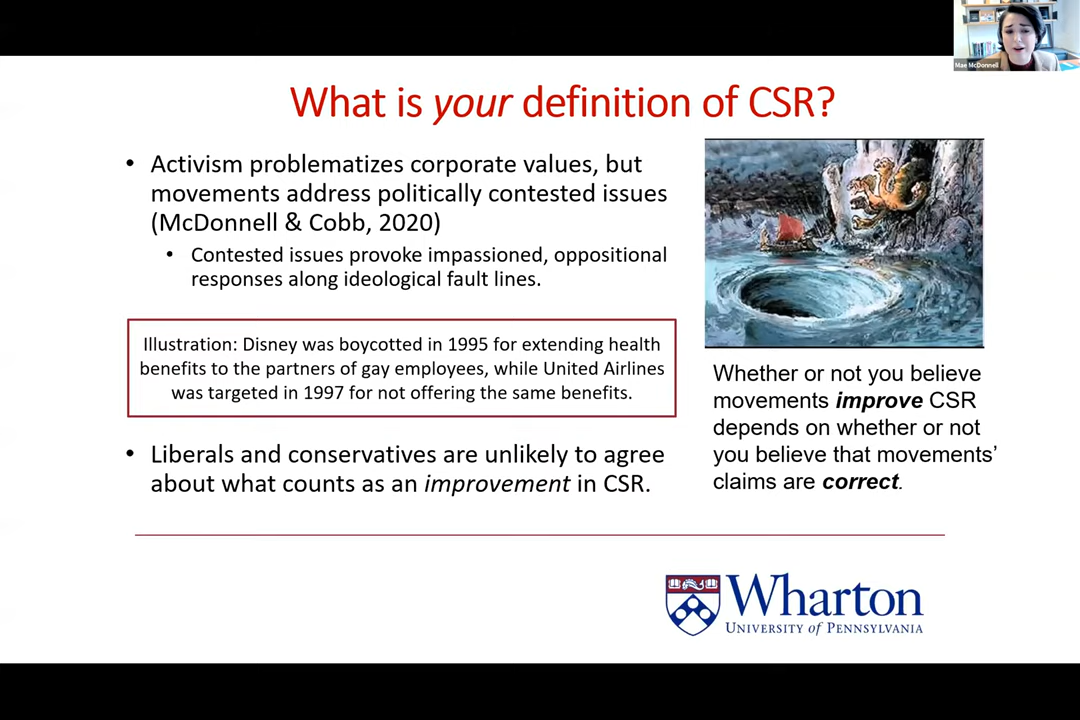 Mae McDonnell
What is your definition of CSR?
• Activism problematizes corporate values, but
movements address politically contested issues
(McDonnell & Cobb, 2020)
• Contested issues provoke impassioned, oppositional
responses along ideological fault lines.
Illustration: Disney was boycotted in 1995 for extending health
benefits to the partners of gay employees, while United Airlines
was targeted in 1997 for not offering the same benefits.
• Liberals and conservatives are unlikely to agree
about what counts as an improvement in CSR.
Whether or not you believe
movements improve CSR
depends on whether or not
you believe that movements'
claims are correct.
Wharton
UNIVERSITY of PENNSYLVANIA